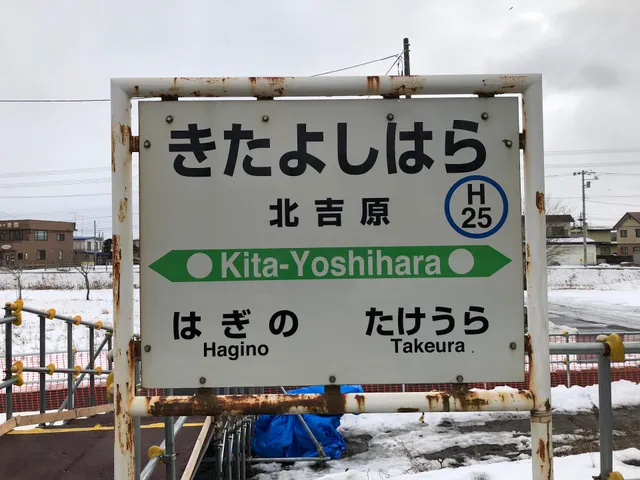 きたよしはら
北吉原
H
25
Kita-Yoshihara
はぎの たけうら
Hagino Takeura